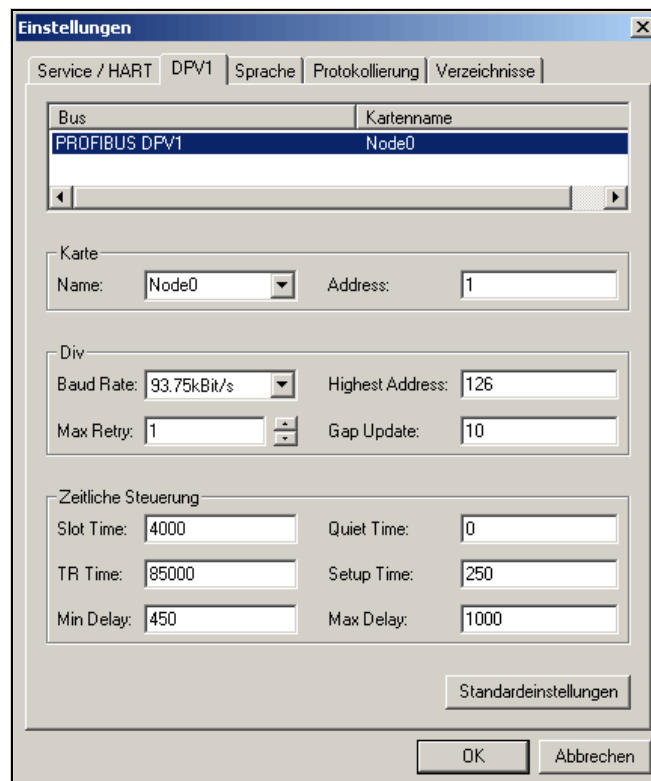 Einstellungen
Service / HART DPV1 Sprache Protokollierung Verzeichnisse
Bus Kartenname
PROFIBUS DPV1 Node0
Karte
Name: Node0 Address: 1
Div
Baud Rate: 93.75kBit/s Highest Address: 126
Max Retry: 1 Gap Update: 10
Zeitliche Steuerung
Slot Time: 4000 Quiet Time: 0
TR Time: 85000 Setup Time: 250
Min Delay: 450 Max Delay: 1000
Standardeinstellungen
OK Abbrechen